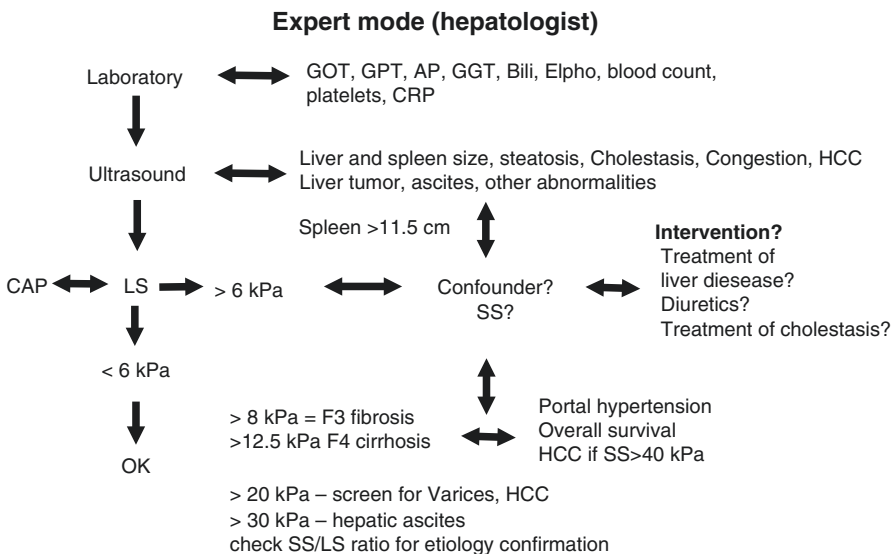 Expert mode (hepatologist)
Laboratory
GOT, GPT, AP, GGT, Bili, Elpho, blood count,
platelets, CRP
Ultrasound
Liver and spleen size, steatosis, Cholestasis, Congestion, HCC
Liver tumor, ascites, other abnormalities
Spleen >11.5 cm
Intervention?
Treatment of
liver diesease?
Diuretics?
Treatment of cholestasis?
CAP
LS
> 6 kPa
Confounder?
SS?
< 6 kPa
OK
> 8 kPa = F3 fibrosis
>12.5 kPa F4 cirrhosis
Portal hypertension
Overall survival
HCC if SS>40 kPa
> 20 kPa – screen for Varices, HCC
> 30 kPa – hepatic ascites
check SS/LS ratio for etiology confirmation